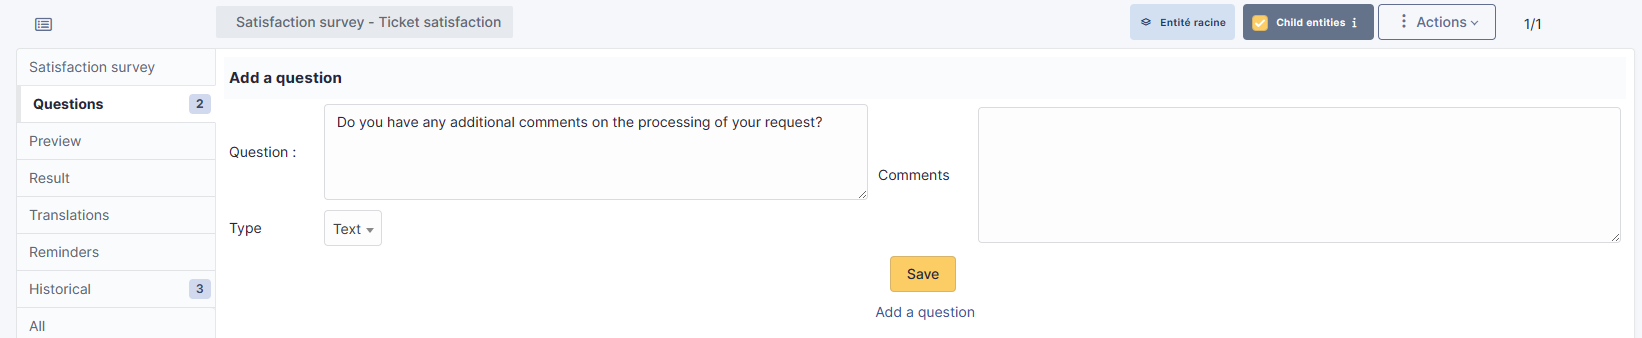 Satisfaction survey - Ticket satisfaction
Entité racine
Child entities i
Actions
1/1
Satisfaction survey
Questions 2
Preview
Result
Translations
Reminders
Historical 3
All
Add a question
Question :
Do you have any additional comments on the processing of your request?
Comments
Type
Text
Save
Add a question